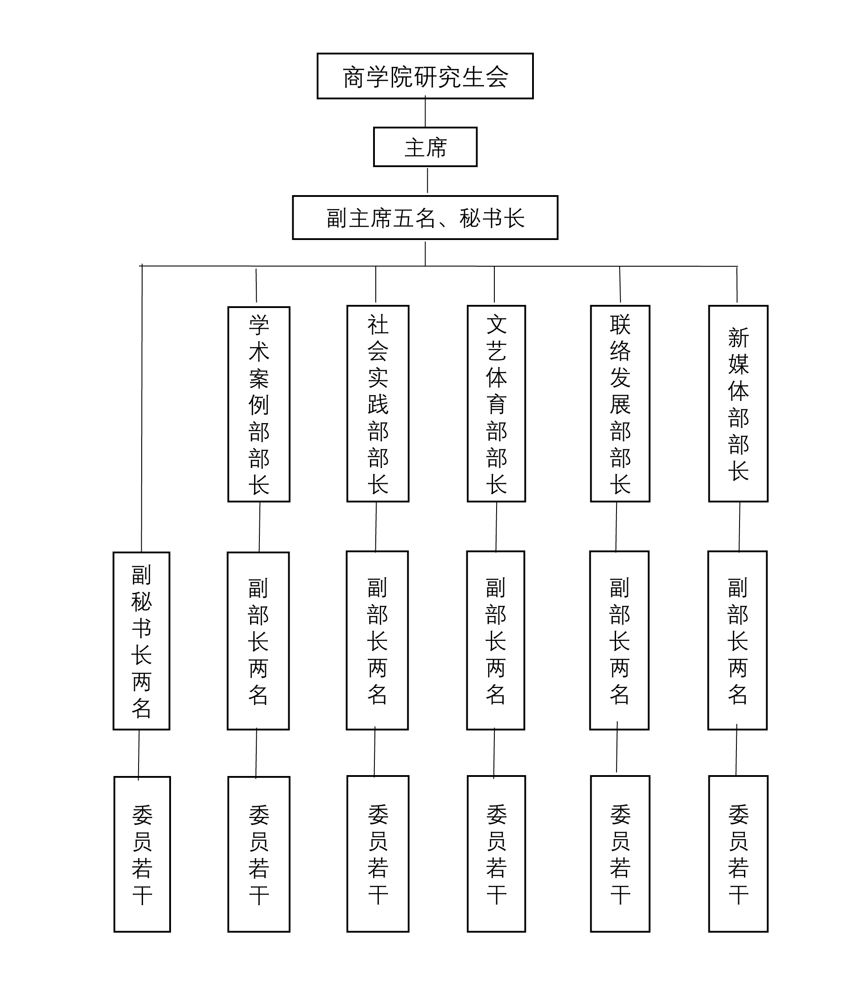 商学院研究生会
主席
副主席五名、秘书长
学术案例部部长
社会实践部部长
文艺体育部部长
联络发展部部长
新媒体部部长
副秘书长两名
副部长两名
副部长两名
副部长两名
副部长两名
副部长两名
委员若干
委员若干
委员若干
委员若干
委员若干
委员若干